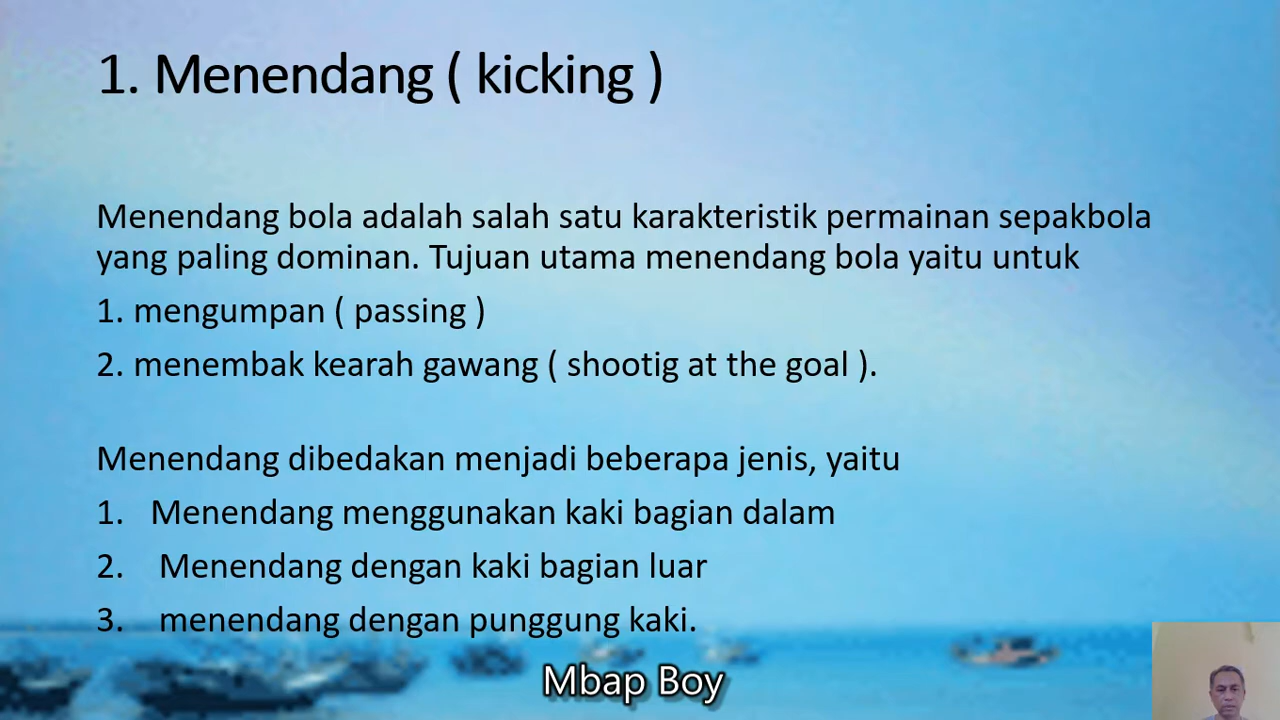 1. Menendang ( kicking )
Menendang bola adalah salah satu karakteristik permainan sepakbola
yang paling dominan. Tujuan utama menendang bola yaitu untuk
1. mengumpan ( passing )
2. menembak kearah gawang ( shootig at the goal ).
Menendang dibedakan menjadi beberapa jenis, yaitu
1. Menendang menggunakan kaki bagian dalam
2. Menendang dengan kaki bagian luar
3. menendang dengan punggung kaki.
Mbap Boy